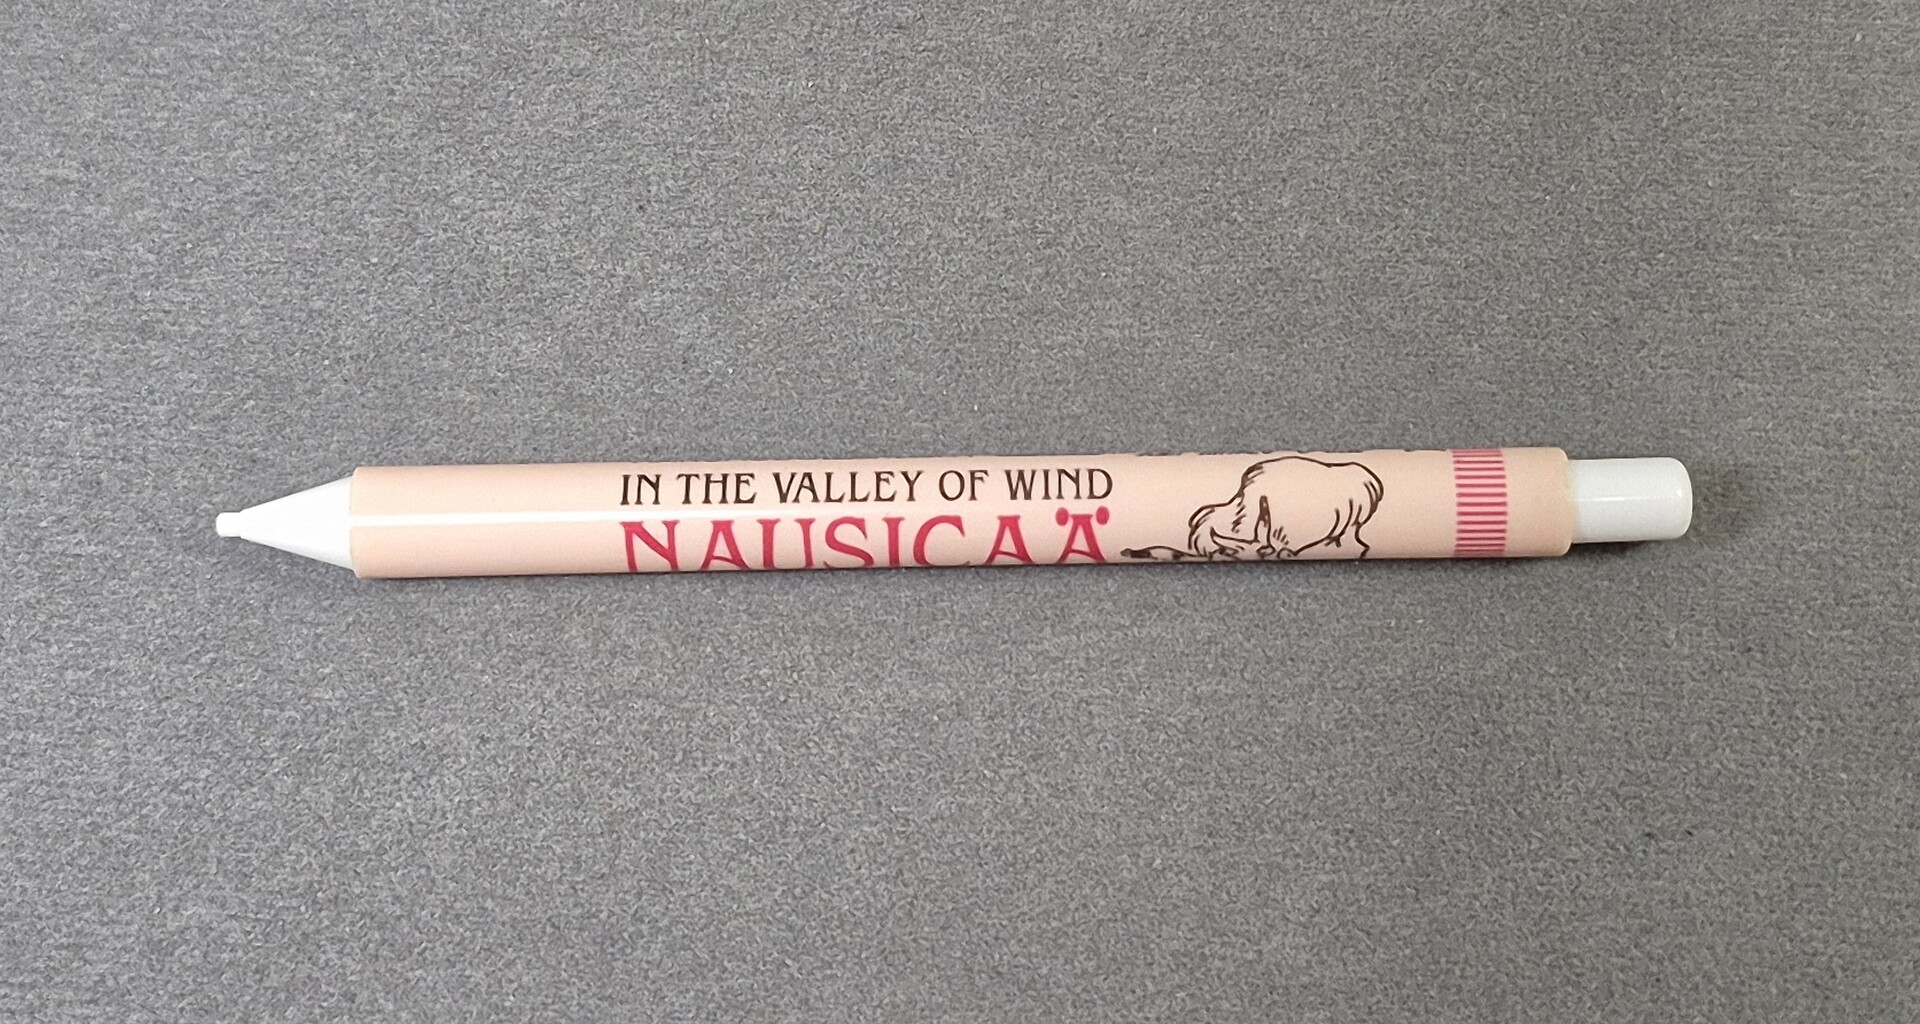 IN THE VALLEY OF WIND
NAUSICAÄ